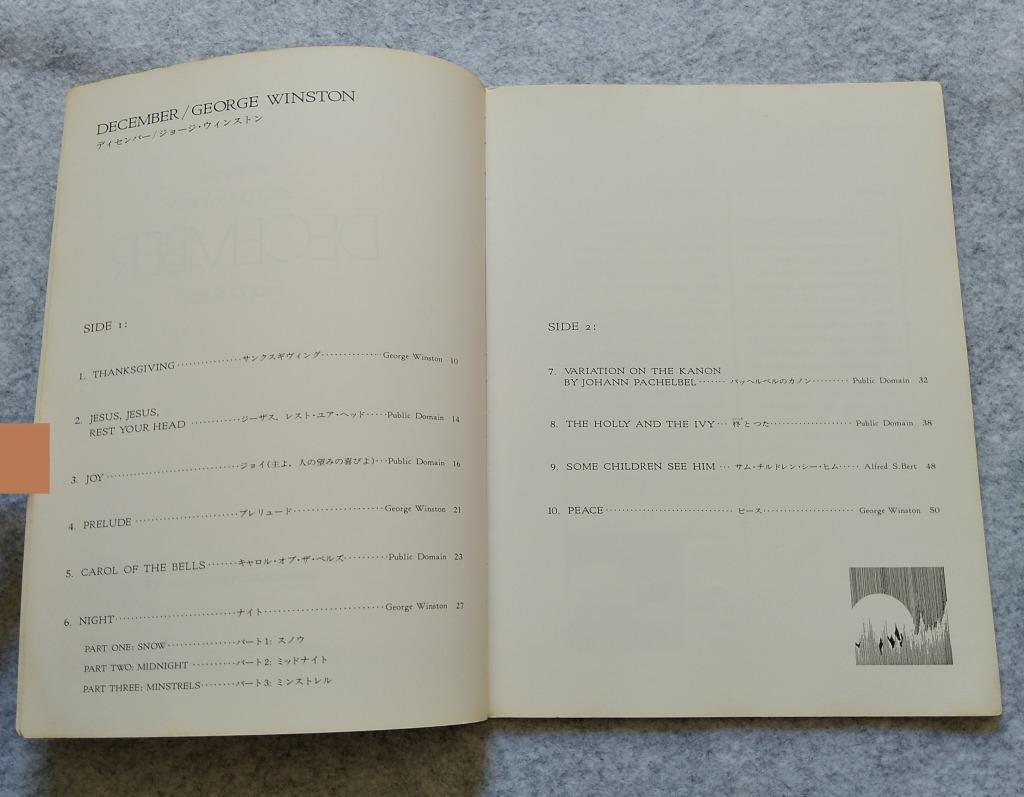 DECEMBER/GEORGE WINSTON
ディセンバー/ジョージ・ウィンストン
SIDE 1:
1. THANKSGIVING················サンクスギヴィング··············George Winston 10
2. JESUS, JESUS,
REST YOUR HEAD ············ジーザス, レスト・ユア・ヘッド·····Public Domain 14
3. JOY·································ジョイ(主よ, 人の望みの喜びよ)···Public Domain 16
4. PRELUDE ·························プレリュード·····················George Winston 21
5. CAROL OF THE BELLS·······キャロル・オブ・ザ・ベルズ··········Public Domain 23
6. NIGHT·····························ナイト·····························George Winston 27
PART ONE: SNOW················パート1: スノウ
PART TWO: MIDNIGHT ··········パート2: ミッドナイト
PART THREE: MINSTRELS········パート3: ミンストレル
SIDE 2:
7. VARIATION ON THE KANON
BY JOHANN PACHELBEL······· パッヘルベルのカノン········· Public Domain 32
8. THE HOLLY AND THE IVY··· 柊とつた····················· Public Domain 38
9. SOME CHILDREN SEE HIM ··· サム・チルドレン・シー・ヒム····· Alfred S.Bert 48
10. PEACE······························· ピース······················ George Winston 50